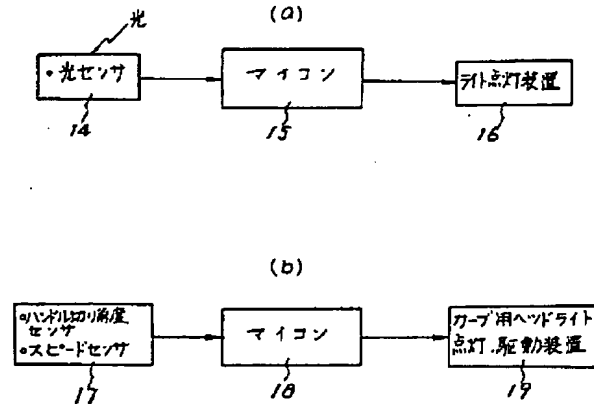 (a)
光
・光センサ
マイコン
ライト点灯装置
14
15
16
(b)
・ハンドル切り角度
センサ
・スピードセンサ
マイコン
カーブ用ヘッドライト
点灯、駆動装置
17
18
19